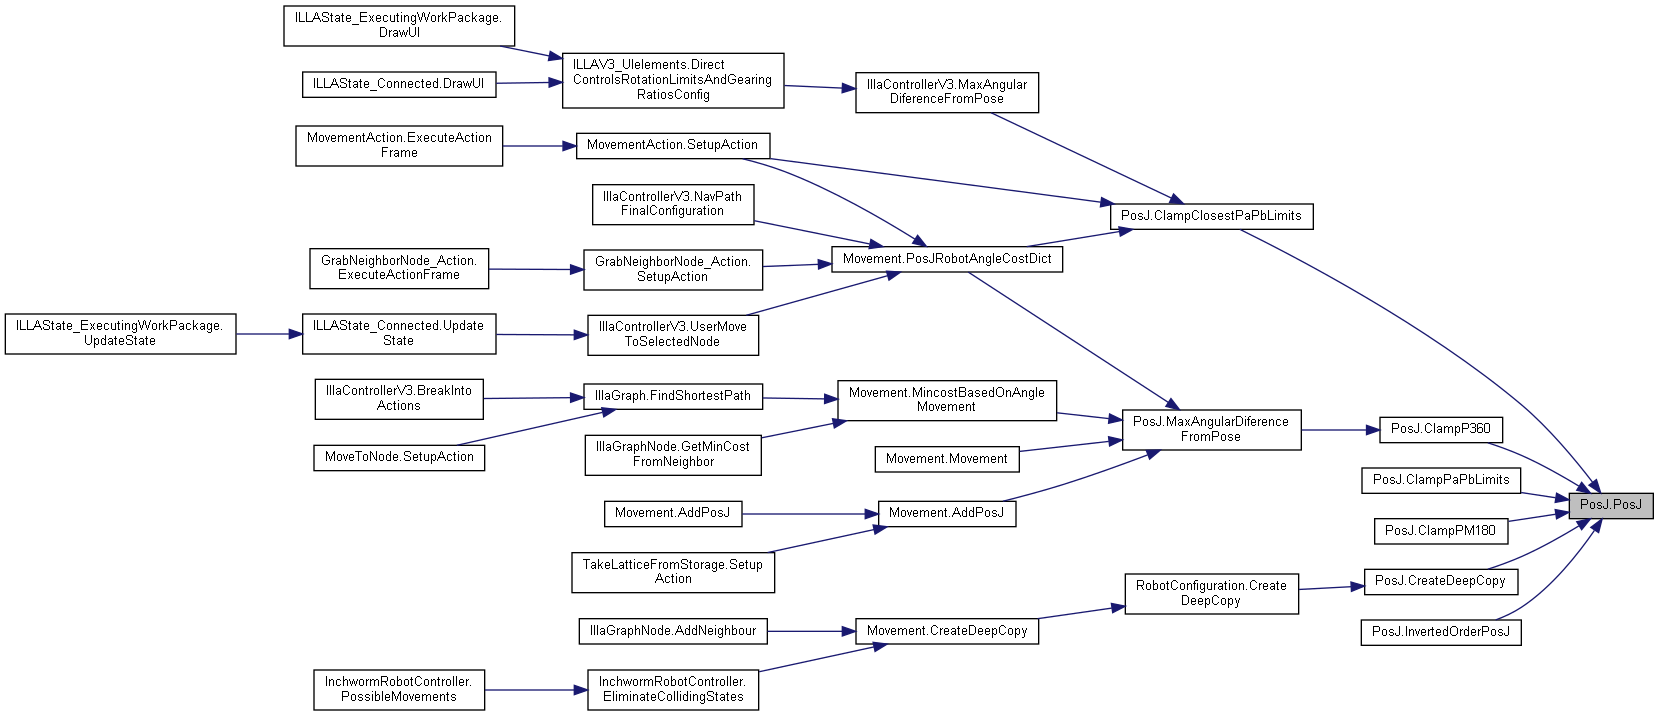 ILLAState_ExecutingWorkPackage.
DrawUI
ILLAState_Connected.DrawUI
ILLAV3_UIelements.Direct
ControlsRotationLimitsAndGearing
RatiosConfig
IllaControllerV3.MaxAngular
DiferenceFromPose
MovementAction.ExecuteAction
Frame
MovementAction.SetupAction
IllaControllerV3.NavPath
FinalConfiguration
PosJ.ClampClosestPaPbLimits
GrabNeighborNode_Action.
ExecuteActionFrame
GrabNeighborNode_Action.
SetupAction
Movement.PosJRobotAngleCostDict
ILLAState_ExecutingWorkPackage.
UpdateState
ILLAState_Connected.Update
State
IllaControllerV3.UserMove
ToSelectedNode
IllaControllerV3.BreakInto
Actions
IllaGraph.FindShortestPath
Movement.MincostBasedOnAngle
Movement
MoveToNode.SetupAction
IllaGraphNode.GetMinCost
FromNeighbor
Movement.Movement
PosJ.MaxAngularDiference
FromPose
PosJ.ClampP360
PosJ.ClampPaPbLimits
PosJ.PosJ
Movement.AddPosJ
Movement.AddPosJ
PosJ.ClampPM180
TakeLatticeFromStorage.Setup
Action
RobotConfiguration.Create
DeepCopy
PosJ.CreateDeepCopy
IllaGraphNode.AddNeighbour
Movement.CreateDeepCopy
PosJ.InvertedOrderPosJ
InchwormRobotController.
PossibleMovements
InchwormRobotController.
EliminateCollidingStates